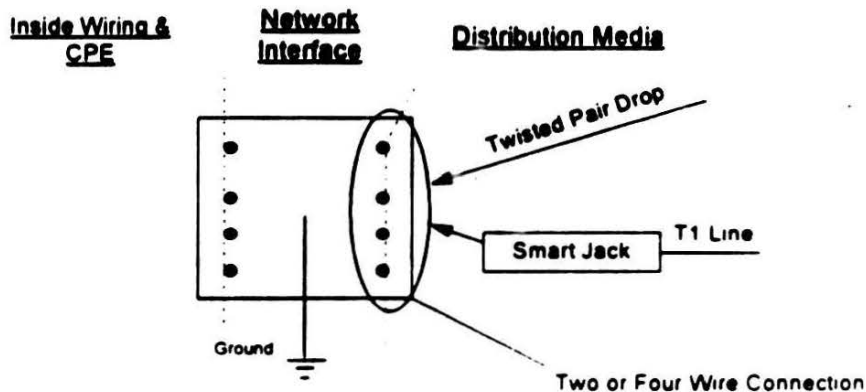 Inside Wiring &
CPE
Network
Interface
Distribution Media
Twisted Pair Drop
Smart Jack
T1 Line
Ground
Two or Four Wire Connection